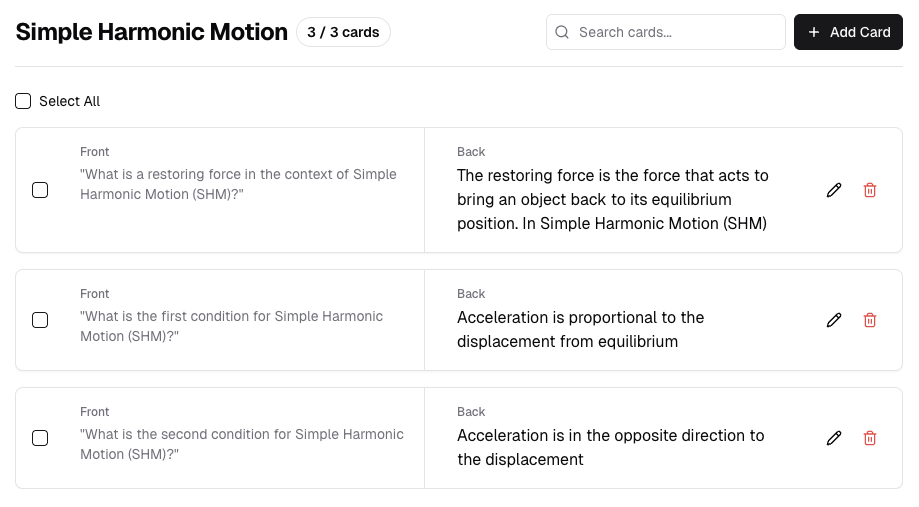 Simple Harmonic Motion
3 / 3 cards
Search cards...
Add Card
Select All
Front
"What is a restoring force in the context of Simple
Harmonic Motion (SHM)?"
Back
The restoring force is the force that acts to
bring an object back to its equilibrium
position. In Simple Harmonic Motion (SHM)
Front
"What is the first condition for Simple Harmonic
Motion (SHM)?"
Back
Acceleration is proportional to the
displacement from equilibrium
Front
"What is the second condition for Simple Harmonic
Motion (SHM)?"
Back
Acceleration is in the opposite direction to
the displacement